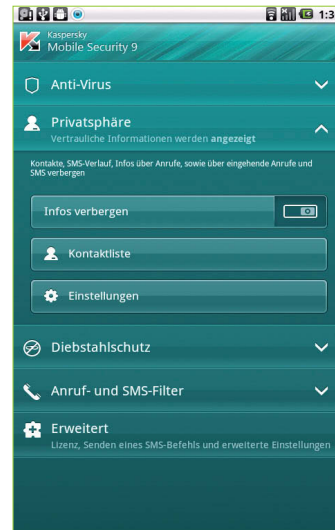 1:3
Kaspersky
Mobile Security 9
Anti-Virus
Privatsphäre
Vertrauliche Informationen werden angezeigt
Kontakte, SMS-Verlauf, Infos über Anrufe, sowie über eingehende Anrufe und
SMS verbergen
Infos verbergen
Kontaktliste
Einstellungen
Diebstahlschutz
Anruf- und SMS-Filter
Erweitert
Lizenz, Senden eines SMS-Befehls und erweiterte Einstellungen